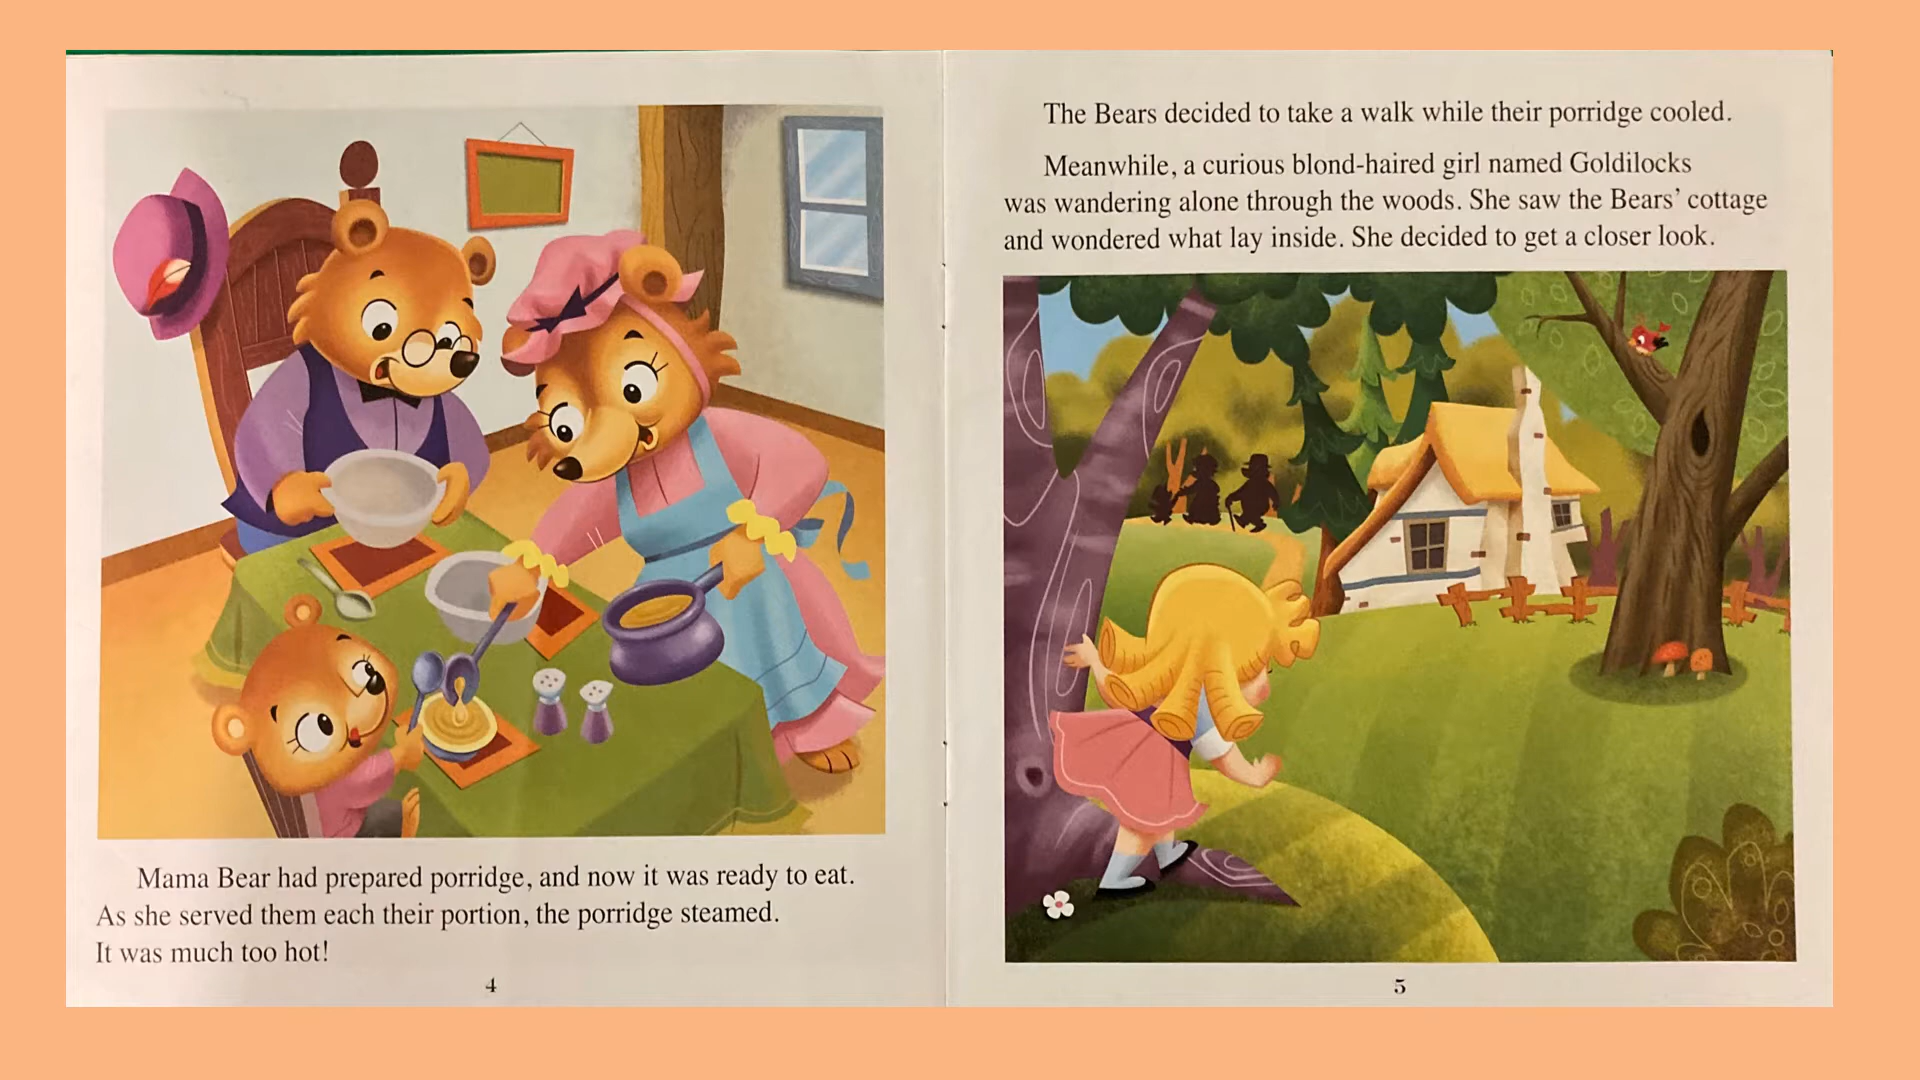 Mama Bear had prepared porridge, and now it was ready to eat.
As she served them each their portion, the porridge steamed.
It was much too hot!
4
The Bears decided to take a walk while their porridge cooled.
Meanwhile, a curious blond-haired girl named Goldilocks
was wandering alone through the woods. She saw the Bears’ cottage
and wondered what lay inside. She decided to get a closer look.
5